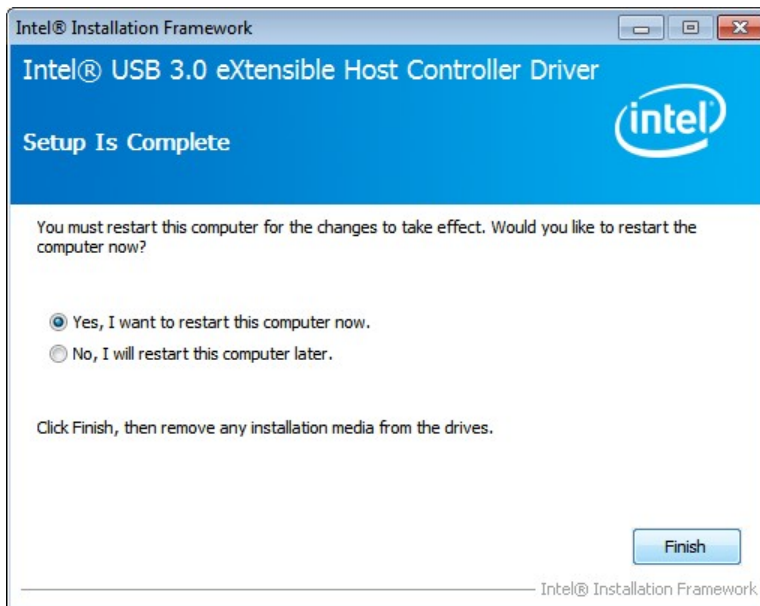 Intel® Installation Framework
Intel® USB 3.0 eXtensible Host Controller Driver
intel
Setup Is Complete
You must restart this computer for the changes to take effect. Would you like to restart the
computer now?
Yes, I want to restart this computer now.
No, I will restart this computer later.
Click Finish, then remove any installation media from the drives.
Finish
Intel® Installation Framework